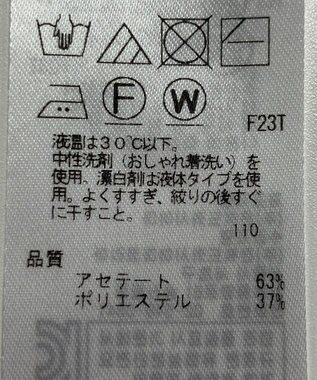 F
W
F23T
液温は30℃以下。
中性洗剤（おしゃれ着洗い）を
使用、漂白剤は液体タイプを使
用。よくすすぎ、絞りの後すぐ
に干すこと。
110
品質
アセテート 63%
ポリエステル 37%